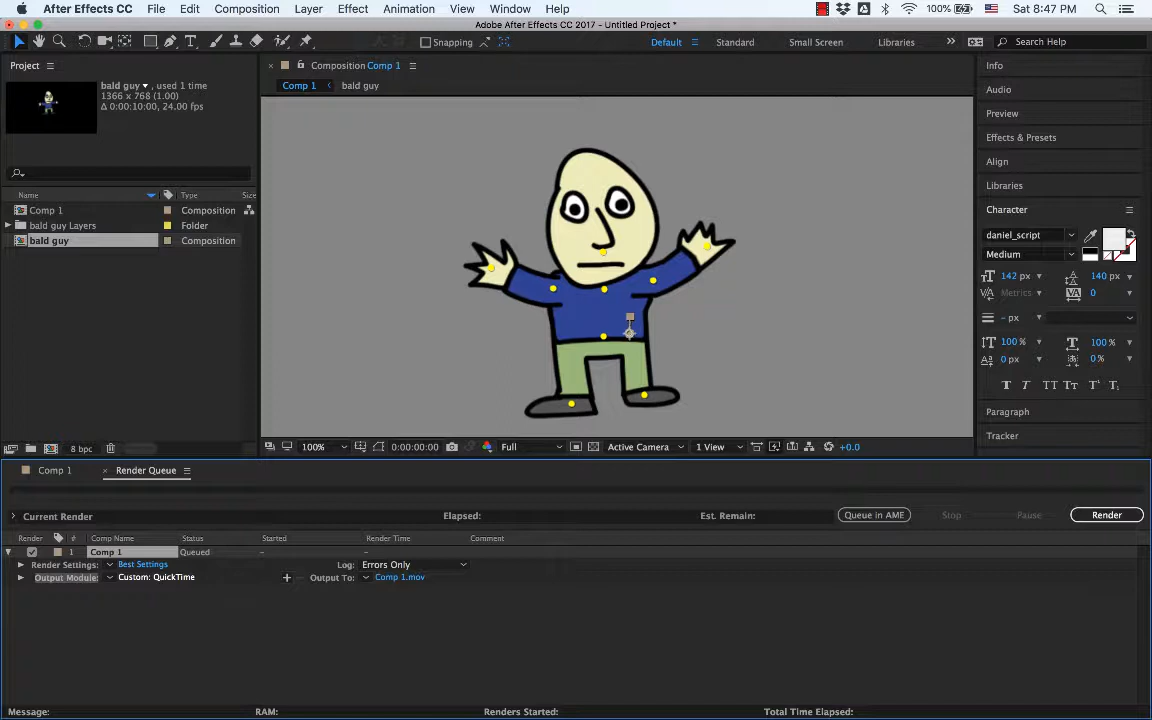 After Effects CC File Edit Composition Layer Effect Animation View Window Help 100% Sat 8:47 PM
Adobe After Effects CC 2017 - Untitled Project *
Snapping Default Standard Small Screen Libraries Search Help
Project
Composition Comp 1
Info
Comp 1 bald guy
bald guy , used 1 time
1366 x 768 (1.00)
Δ 0:00:10:00, 24.00 fps
Audio
Preview
Effects & Presets
Align
Libraries
Name Type Size
Comp 1 Composition
bald guy Layers Folder
bald guy Composition
Character
daniel_script
Medium
142 px 140 px
Metrics 0
- px
100 % 100 %
0 px 0 %
T T TT Tт T¹ T₁
Paragraph
Tracker
8 bpc
100% 0:00:00:00 Full Active Camera 1 View +0.0
Comp 1 Render Queue
Current Render Elapsed: Est. Remain: Queue in AME Stop Pause Render
Render # Comp Name Status Started Render Time Comment
1 Comp 1 Queued – –
Render Settings: Best Settings Log: Errors Only
Output Module: Custom: QuickTime Output To: Comp 1.mov
Message: RAM: Renders Started: Total Time Elapsed: